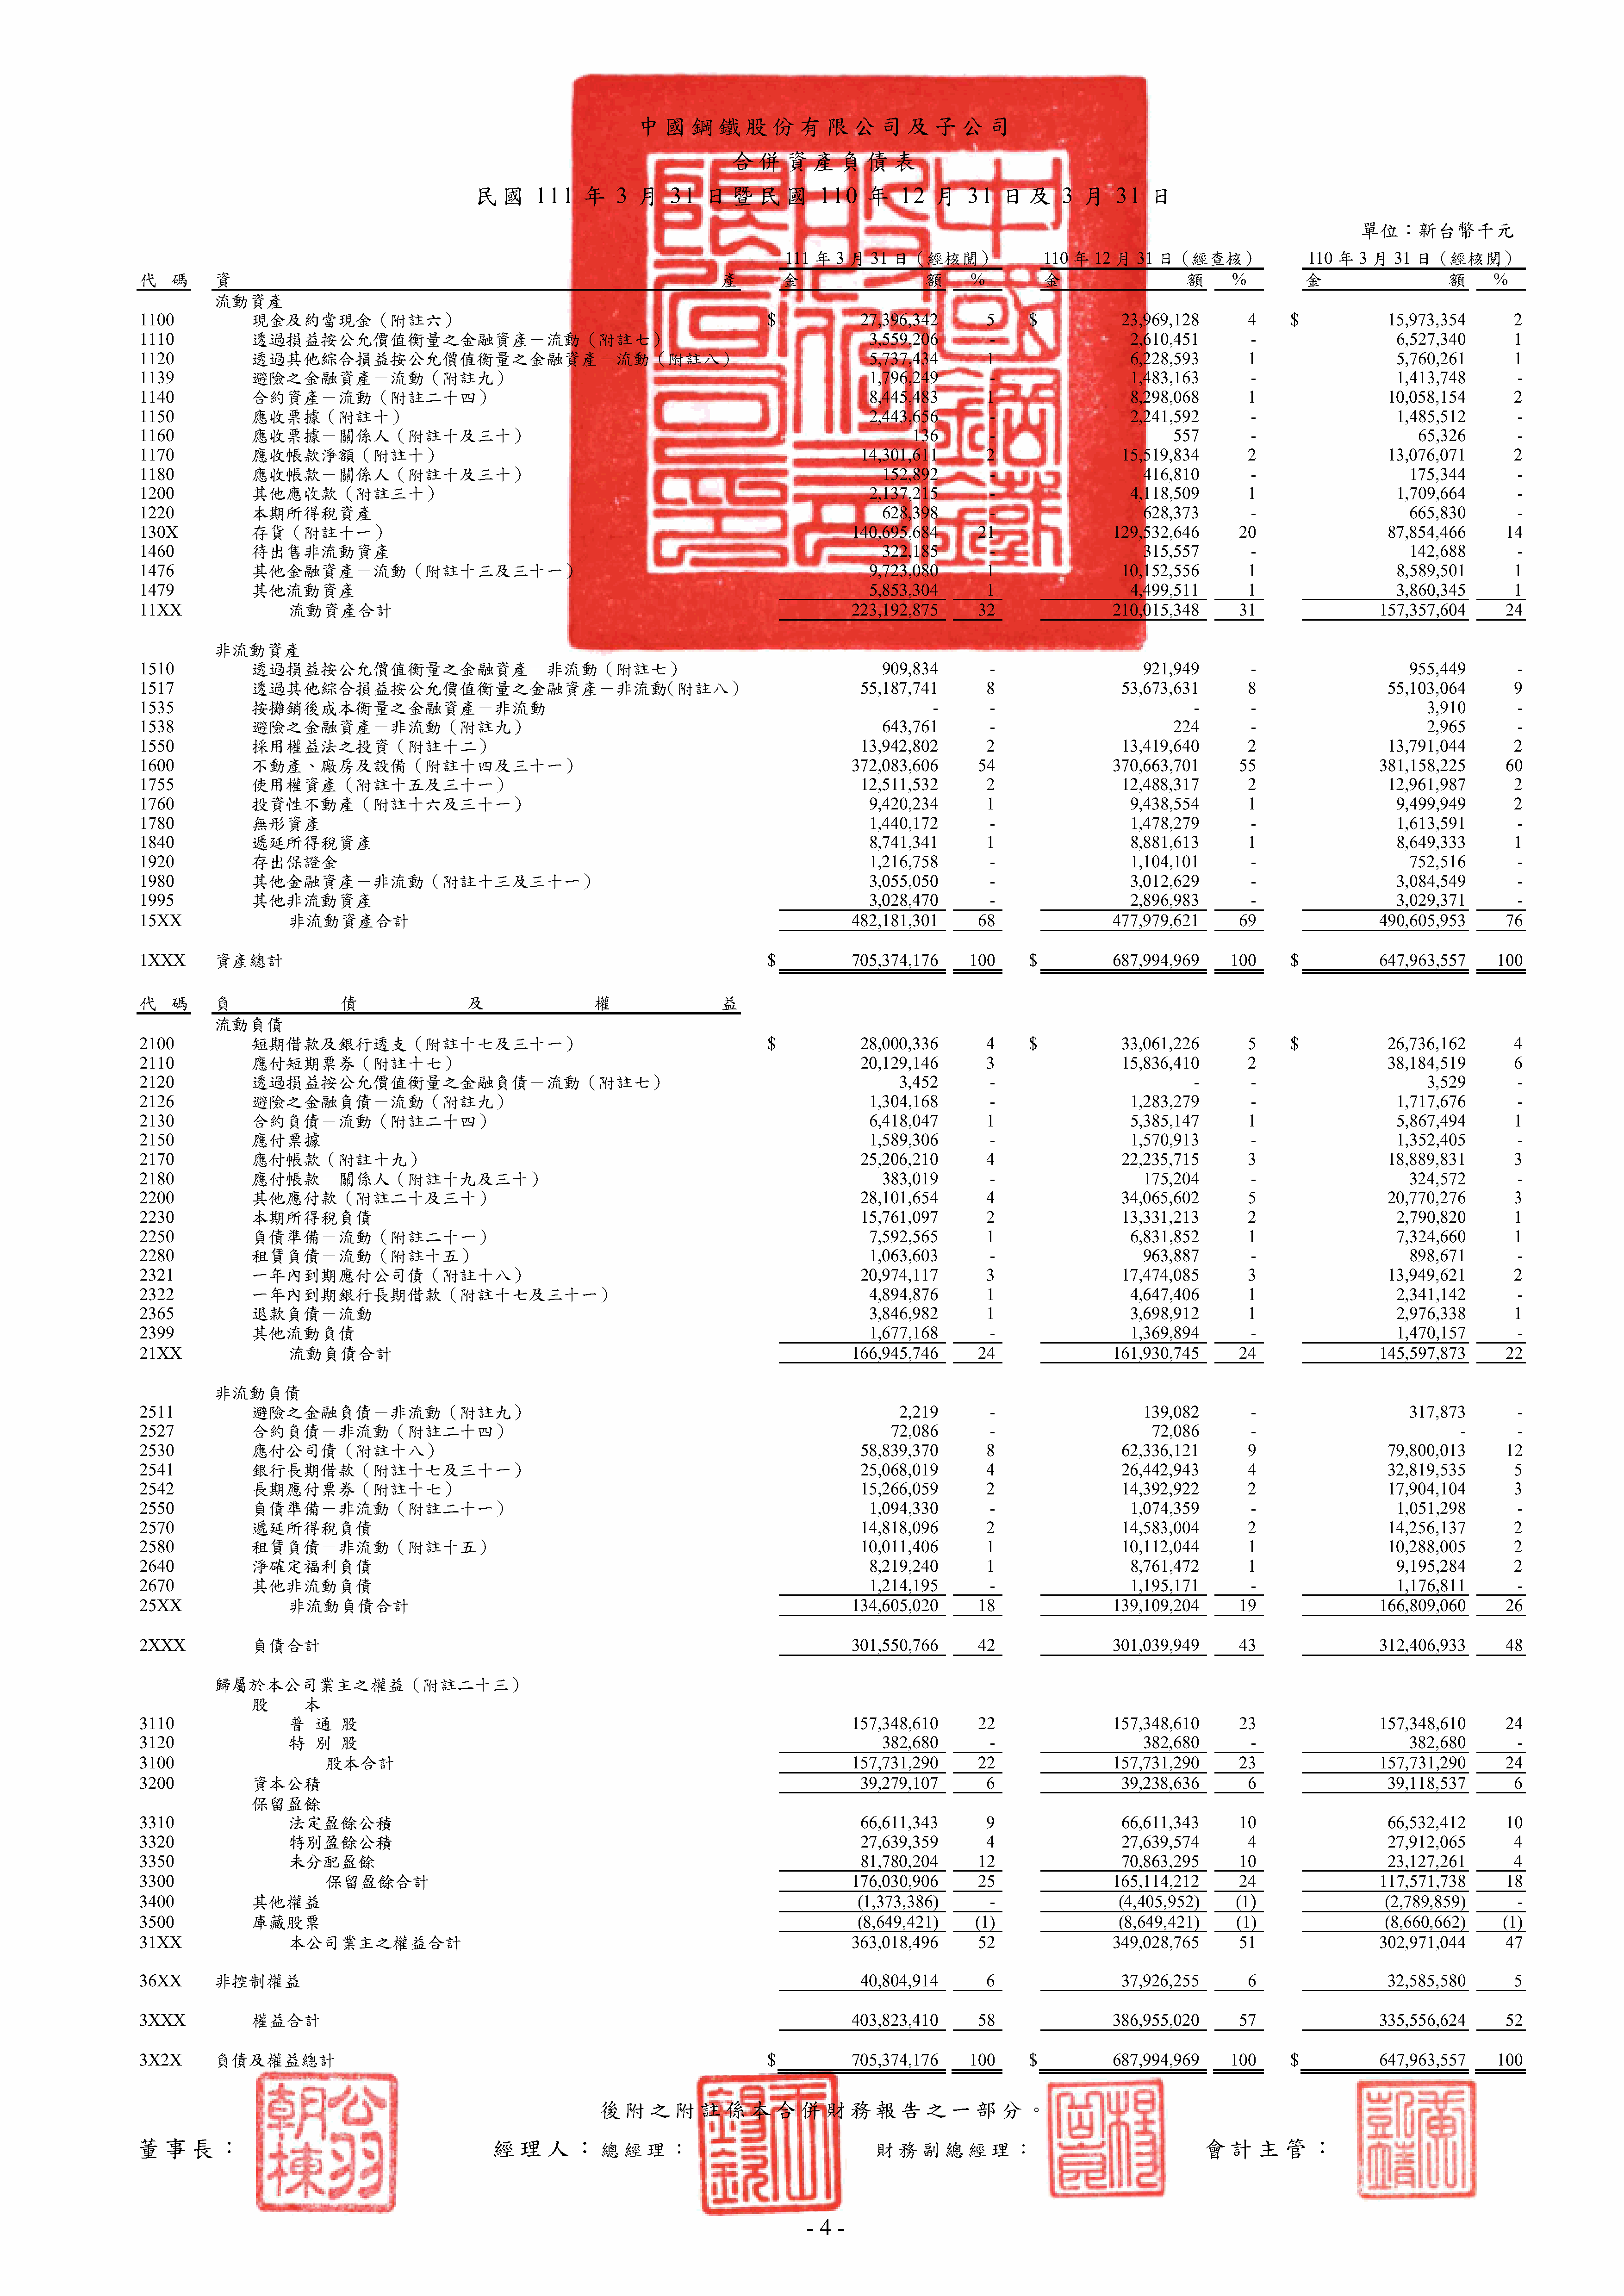 中國鋼鐵股份有限公司及子公司
合併資產負債表
民國 111 年 3 月 31 日暨民國 110 年 12 月 31 日及 3 月 31 日
單位：新台幣千元
111 年 3 月 31 日（經核閱） 110 年 12 月 31 日（經查核） 110 年 3 月 31 日（經核閱）
代 碼 資 產 金 額 % 金 額 % 金 額 %
流動資產
1100 現金及約當現金（附註六） $ 27,396,342 5 $ 23,969,128 4 $ 15,973,354 2
1110 透過損益按公允價值衡量之金融資產－流動（附註七） 3,559,206 - 2,610,451 - 6,527,340 1
1120 透過其他綜合損益按公允價值衡量之金融資產－流動（附註八） 5,737,434 1 6,228,593 1 5,760,261 1
1139 避險之金融資產－流動（附註九） 1,796,249 - 1,483,163 - 1,413,748 -
1140 合約資產－流動（附註二十四） 8,445,483 1 8,298,068 1 10,058,154 2
1150 應收票據（附註十） 2,443,656 - 2,241,592 - 1,485,512 -
1160 應收票據－關係人（附註十及三十） 136 - 557 - 65,326 -
1170 應收帳款淨額（附註十） 14,301,611 2 15,519,834 2 13,076,071 2
1180 應收帳款－關係人（附註十及三十） 152,892 - 416,810 - 175,344 -
1200 其他應收款（附註三十） 2,137,215 - 4,118,509 1 1,709,664 -
1220 本期所得稅資產 628,398 - 628,373 - 665,830 -
130X 存貨（附註十一） 140,695,684 21 129,532,646 20 87,854,466 14
1460 待出售非流動資產 322,185 - 315,557 - 142,688 -
1476 其他金融資產－流動（附註十三及三十一） 9,723,080 1 10,152,556 1 8,589,501 1
1479 其他流動資產 5,853,304 1 4,499,511 1 3,860,345 1
11XX 流動資產合計 223,192,875 32 210,015,348 31 157,357,604 24
非流動資產
1510 透過損益按公允價值衡量之金融資產－非流動（附註七） 909,834 - 921,949 - 955,449 -
1517 透過其他綜合損益按公允價值衡量之金融資產－非流動(附註八） 55,187,741 8 53,673,631 8 55,103,064 9
1535 按攤銷後成本衡量之金融資產－非流動 - - - - 3,910 -
1538 避險之金融資產－非流動（附註九） 643,761 - 224 - 2,965 -
1550 採用權益法之投資（附註十二） 13,942,802 2 13,419,640 2 13,791,044 2
1600 不動產、廠房及設備（附註十四及三十一） 372,083,606 54 370,663,701 55 381,158,225 60
1755 使用權資產（附註十五及三十一） 12,511,532 2 12,488,317 2 12,961,987 2
1760 投資性不動產（附註十六及三十一） 9,420,234 1 9,438,554 1 9,499,949 2
1780 無形資產 1,440,172 - 1,478,279 - 1,613,591 -
1840 遞延所得稅資產 8,741,341 1 8,881,613 1 8,649,333 1
1920 存出保證金 1,216,758 - 1,104,101 - 752,516 -
1980 其他金融資產－非流動（附註十三及三十一） 3,055,050 - 3,012,629 - 3,084,549 -
1995 其他非流動資產 3,028,470 - 2,896,983 - 3,029,371 -
15XX 非流動資產合計 482,181,301 68 477,979,621 69 490,605,953 76
1XXX 資產總計 $ 705,374,176 100 $ 687,994,969 100 $ 647,963,557 100
代 碼 負 債 及 權 益
流動負債
2100 短期借款及銀行透支（附註十七及三十一） $ 28,000,336 4 $ 33,061,226 5 $ 26,736,162 4
2110 應付短期票券（附註十七） 20,129,146 3 15,836,410 2 38,184,519 6
2120 透過損益按公允價值衡量之金融負債－流動（附註七） 3,452 - - - 3,529 -
2126 避險之金融負債－流動（附註九） 1,304,168 - 1,283,279 - 1,717,676 -
2130 合約負債－流動（附註二十四） 6,418,047 1 5,385,147 1 5,867,494 1
2150 應付票據 1,589,306 - 1,570,913 - 1,352,405 -
2170 應付帳款（附註十九） 25,206,210 4 22,235,715 3 18,889,831 3
2180 應付帳款－關係人（附註十九及三十） 383,019 - 175,204 - 324,572 -
2200 其他應付款（附註二十及三十） 28,101,654 4 34,065,602 5 20,770,276 3
2230 本期所得稅負債 15,761,097 2 13,331,213 2 2,790,820 1
2250 負債準備－流動（附註二十一） 7,592,565 1 6,831,852 1 7,324,660 1
2280 租賃負債－流動（附註十五） 1,063,603 - 963,887 - 898,671 -
2321 一年內到期應付公司債（附註十八） 20,974,117 3 17,474,085 3 13,949,621 2
2322 一年內到期銀行長期借款（附註十七及三十一） 4,894,876 1 4,647,406 1 2,341,142 -
2365 退款負債－流動 3,846,982 1 3,698,912 1 2,976,338 1
2399 其他流動負債 1,677,168 - 1,369,894 - 1,470,157 -
21XX 流動負債合計 166,945,746 24 161,930,745 24 145,597,873 22
非流動負債
2511 避險之金融負債－非流動（附註九） 2,219 - 139,082 - 317,873 -
2527 合約負債－非流動（附註二十四） 72,086 - 72,086 - - -
2530 應付公司債（附註十八） 58,839,370 8 62,336,121 9 79,800,013 12
2541 銀行長期借款（附註十七及三十一） 25,068,019 4 26,442,943 4 32,819,535 5
2542 長期應付票券（附註十七） 15,266,059 2 14,392,922 2 17,904,104 3
2550 負債準備－非流動（附註二十一） 1,094,330 - 1,074,359 - 1,051,298 -
2570 遞延所得稅負債 14,818,096 2 14,583,004 2 14,256,137 2
2580 租賃負債－非流動（附註十五） 10,011,406 1 10,112,044 1 10,288,005 2
2640 淨確定福利負債 8,219,240 1 8,761,472 1 9,195,284 2
2670 其他非流動負債 1,214,195 - 1,195,171 - 1,176,811 -
25XX 非流動負債合計 134,605,020 18 139,109,204 19 166,809,060 26
2XXX 負債合計 301,550,766 42 301,039,949 43 312,406,933 48
歸屬於本公司業主之權益（附註二十三）
股 本
3110 普 通 股 157,348,610 22 157,348,610 23 157,348,610 24
3120 特 別 股 382,680 - 382,680 - 382,680 -
3100 股本合計 157,731,290 22 157,731,290 23 157,731,290 24
3200 資本公積 39,279,107 6 39,238,636 6 39,118,537 6
保留盈餘
3310 法定盈餘公積 66,611,343 9 66,611,343 10 66,532,412 10
3320 特別盈餘公積 27,639,359 4 27,639,574 4 27,912,065 4
3350 未分配盈餘 81,780,204 12 70,863,295 10 23,127,261 4
3300 保留盈餘合計 176,030,906 25 165,114,212 24 117,571,738 18
3400 其他權益 (1,373,386) - (4,405,952) (1) (2,789,859) -
3500 庫藏股票 (8,649,421) (1) (8,649,421) (1) (8,660,662) (1)
31XX 本公司業主之權益合計 363,018,496 52 349,028,765 51 302,971,044 47
36XX 非控制權益 40,804,914 6 37,926,255 6 32,585,580 5
3XXX 權益合計 403,823,410 58 386,955,020 57 335,556,624 52
3X2X 負債及權益總計 $ 705,374,176 100 $ 687,994,969 100 $ 647,963,557 100
後附之附註係本合併財務報告之一部分。
董事長： 經理人：總經理： 財務副總經理： 會計主管：
- 4 -